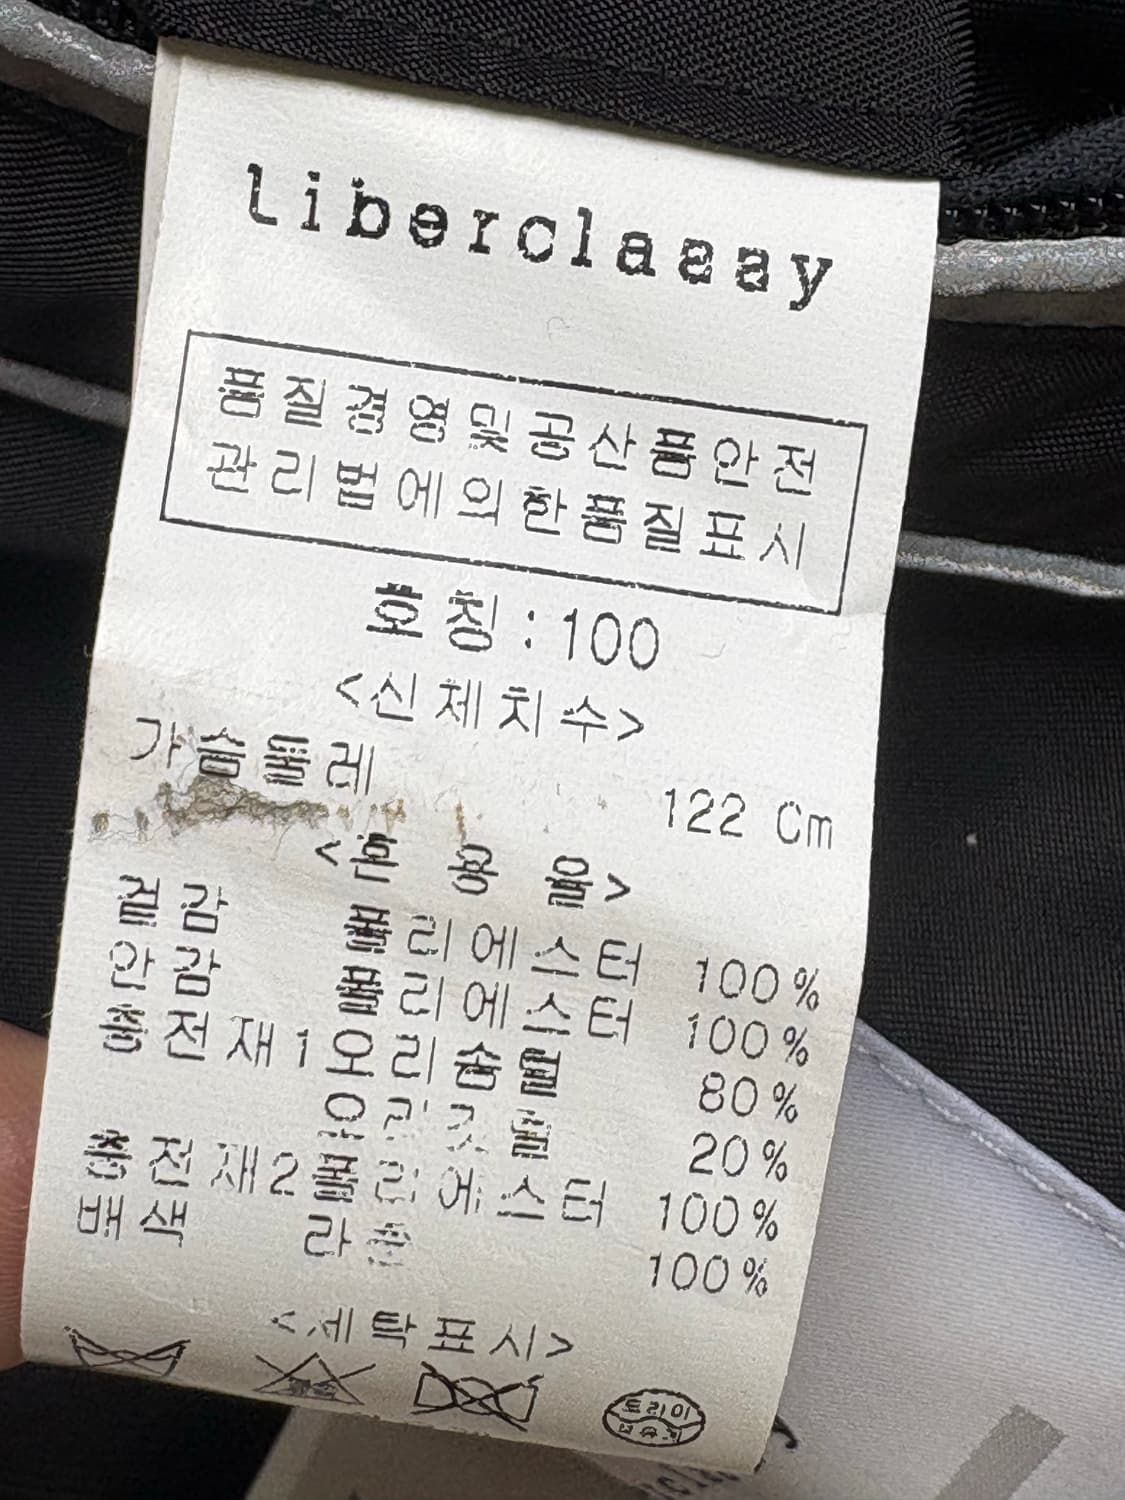 liberclassy
품질경영및공산품안전
관리법에의한품질표시
호칭:100
<신체치수>
가슴둘레 122 Cm
<혼 용 율>
겉감 폴리에스터 100%
안감 폴리에스터 100%
충전재1오리솜털 80%
오리깃털 20%
충전재2폴리에스터 100%
배색 라쿤 100%
<세탁표시>
드라이